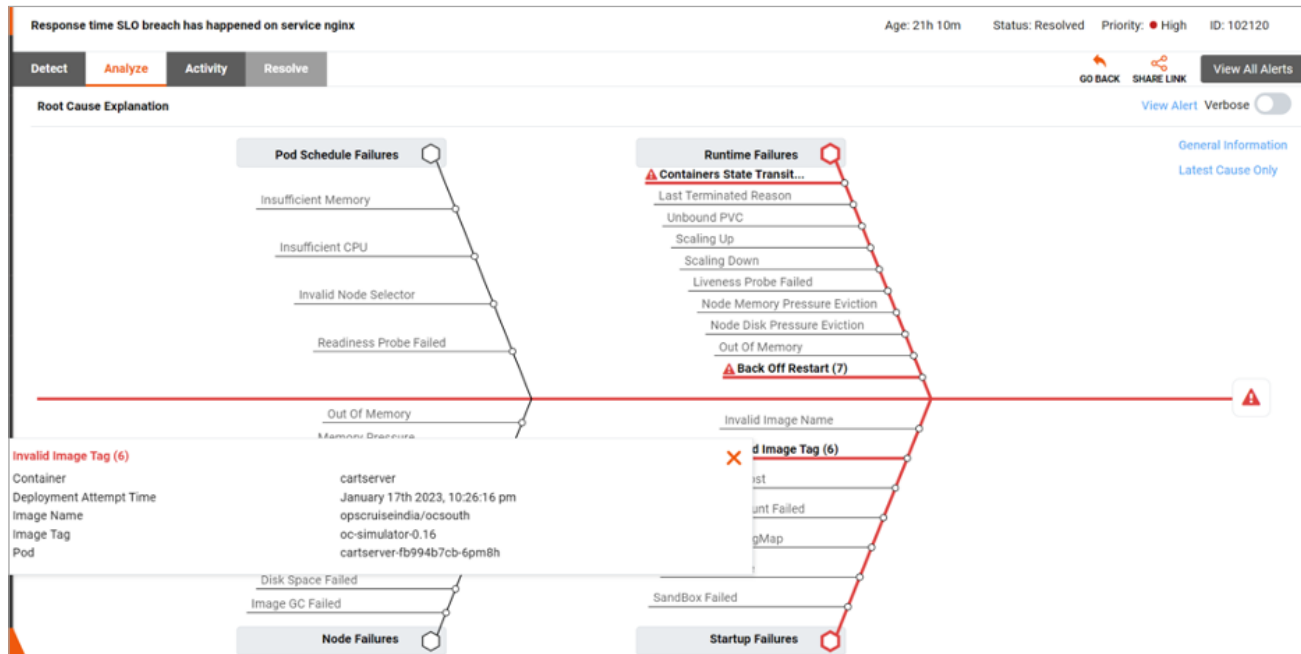 Response time SLO breach has happened on service nginx
Age: 21h 10m Status: Resolved Priority: High ID: 102120
Detect Analyze Activity Resolve
GO BACK SHARE LINK View All Alerts
Root Cause Explanation
View Alert Verbose
General Information
Latest Cause Only
Pod Schedule Failures
Insufficient Memory
Insufficient CPU
Invalid Node Selector
Readiness Probe Failed
Runtime Failures
Containers State Transit...
Last Terminated Reason
Unbound PVC
Scaling Up
Scaling Down
Liveness Probe Failed
Node Memory Pressure Eviction
Node Disk Pressure Eviction
Out Of Memory
Back Off Restart (7)
Out Of Memory
Memory Pressure
Invalid Image Tag (6)
Container cartserver
Deployment Attempt Time January 17th 2023, 10:26:16 pm
Image Name opscruiseindia/ocsouth
Image Tag oc-simulator-0.16
Pod cartserver-fb994b7cb-6pm8h
Disk Space Failed
Image GC Failed
Node Failures
Invalid Image Name
d Image Tag (6)
Failed
SandBox Failed
Startup Failures